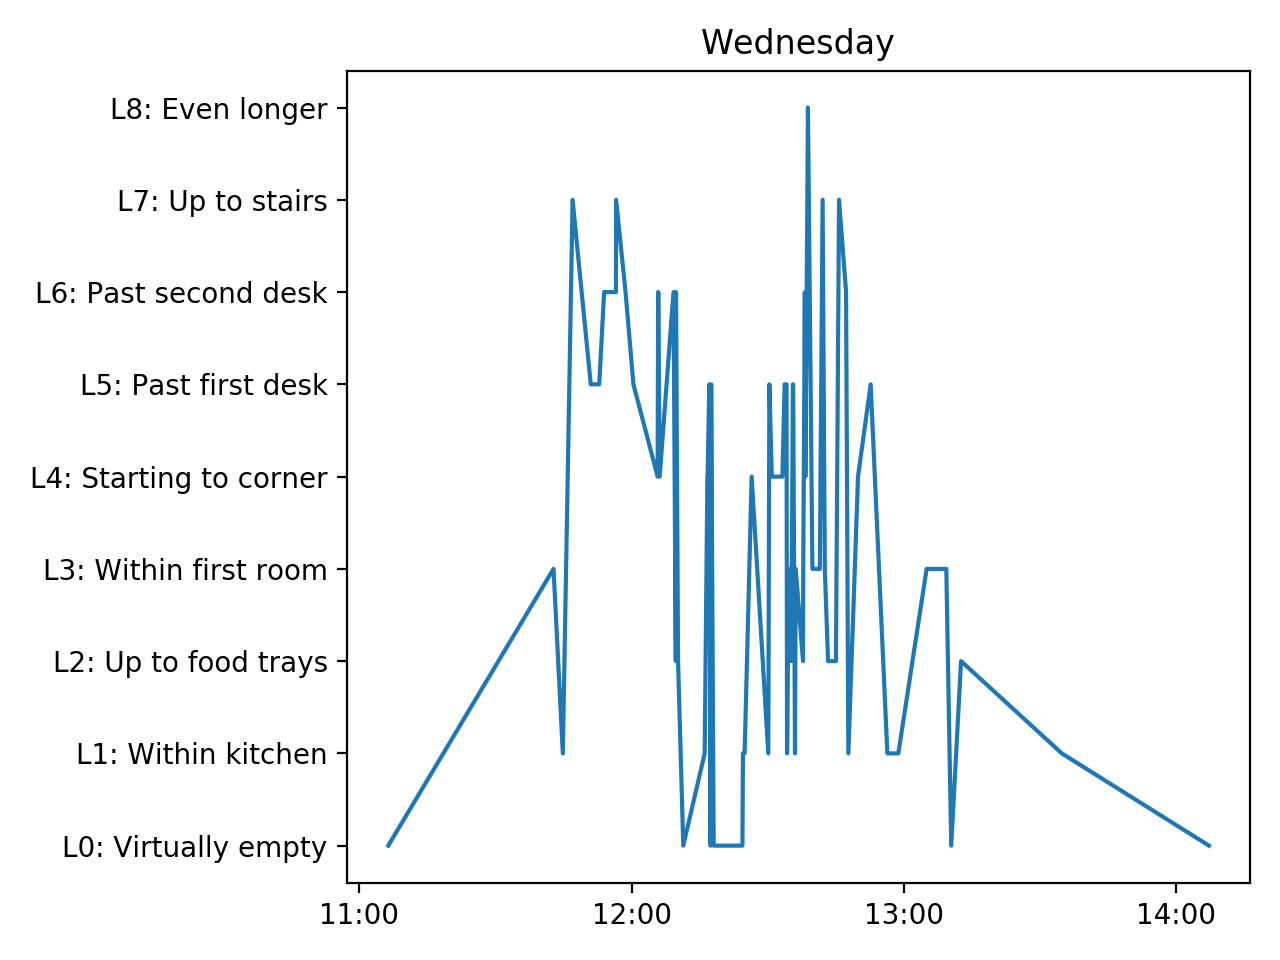 Wednesday
L8: Even longer
L7: Up to stairs
L6: Past second desk
L5: Past first desk
L4: Starting to corner
L3: Within first room
L2: Up to food trays
L1: Within kitchen
L0: Virtually empty
11:00 12:00 13:00 14:00